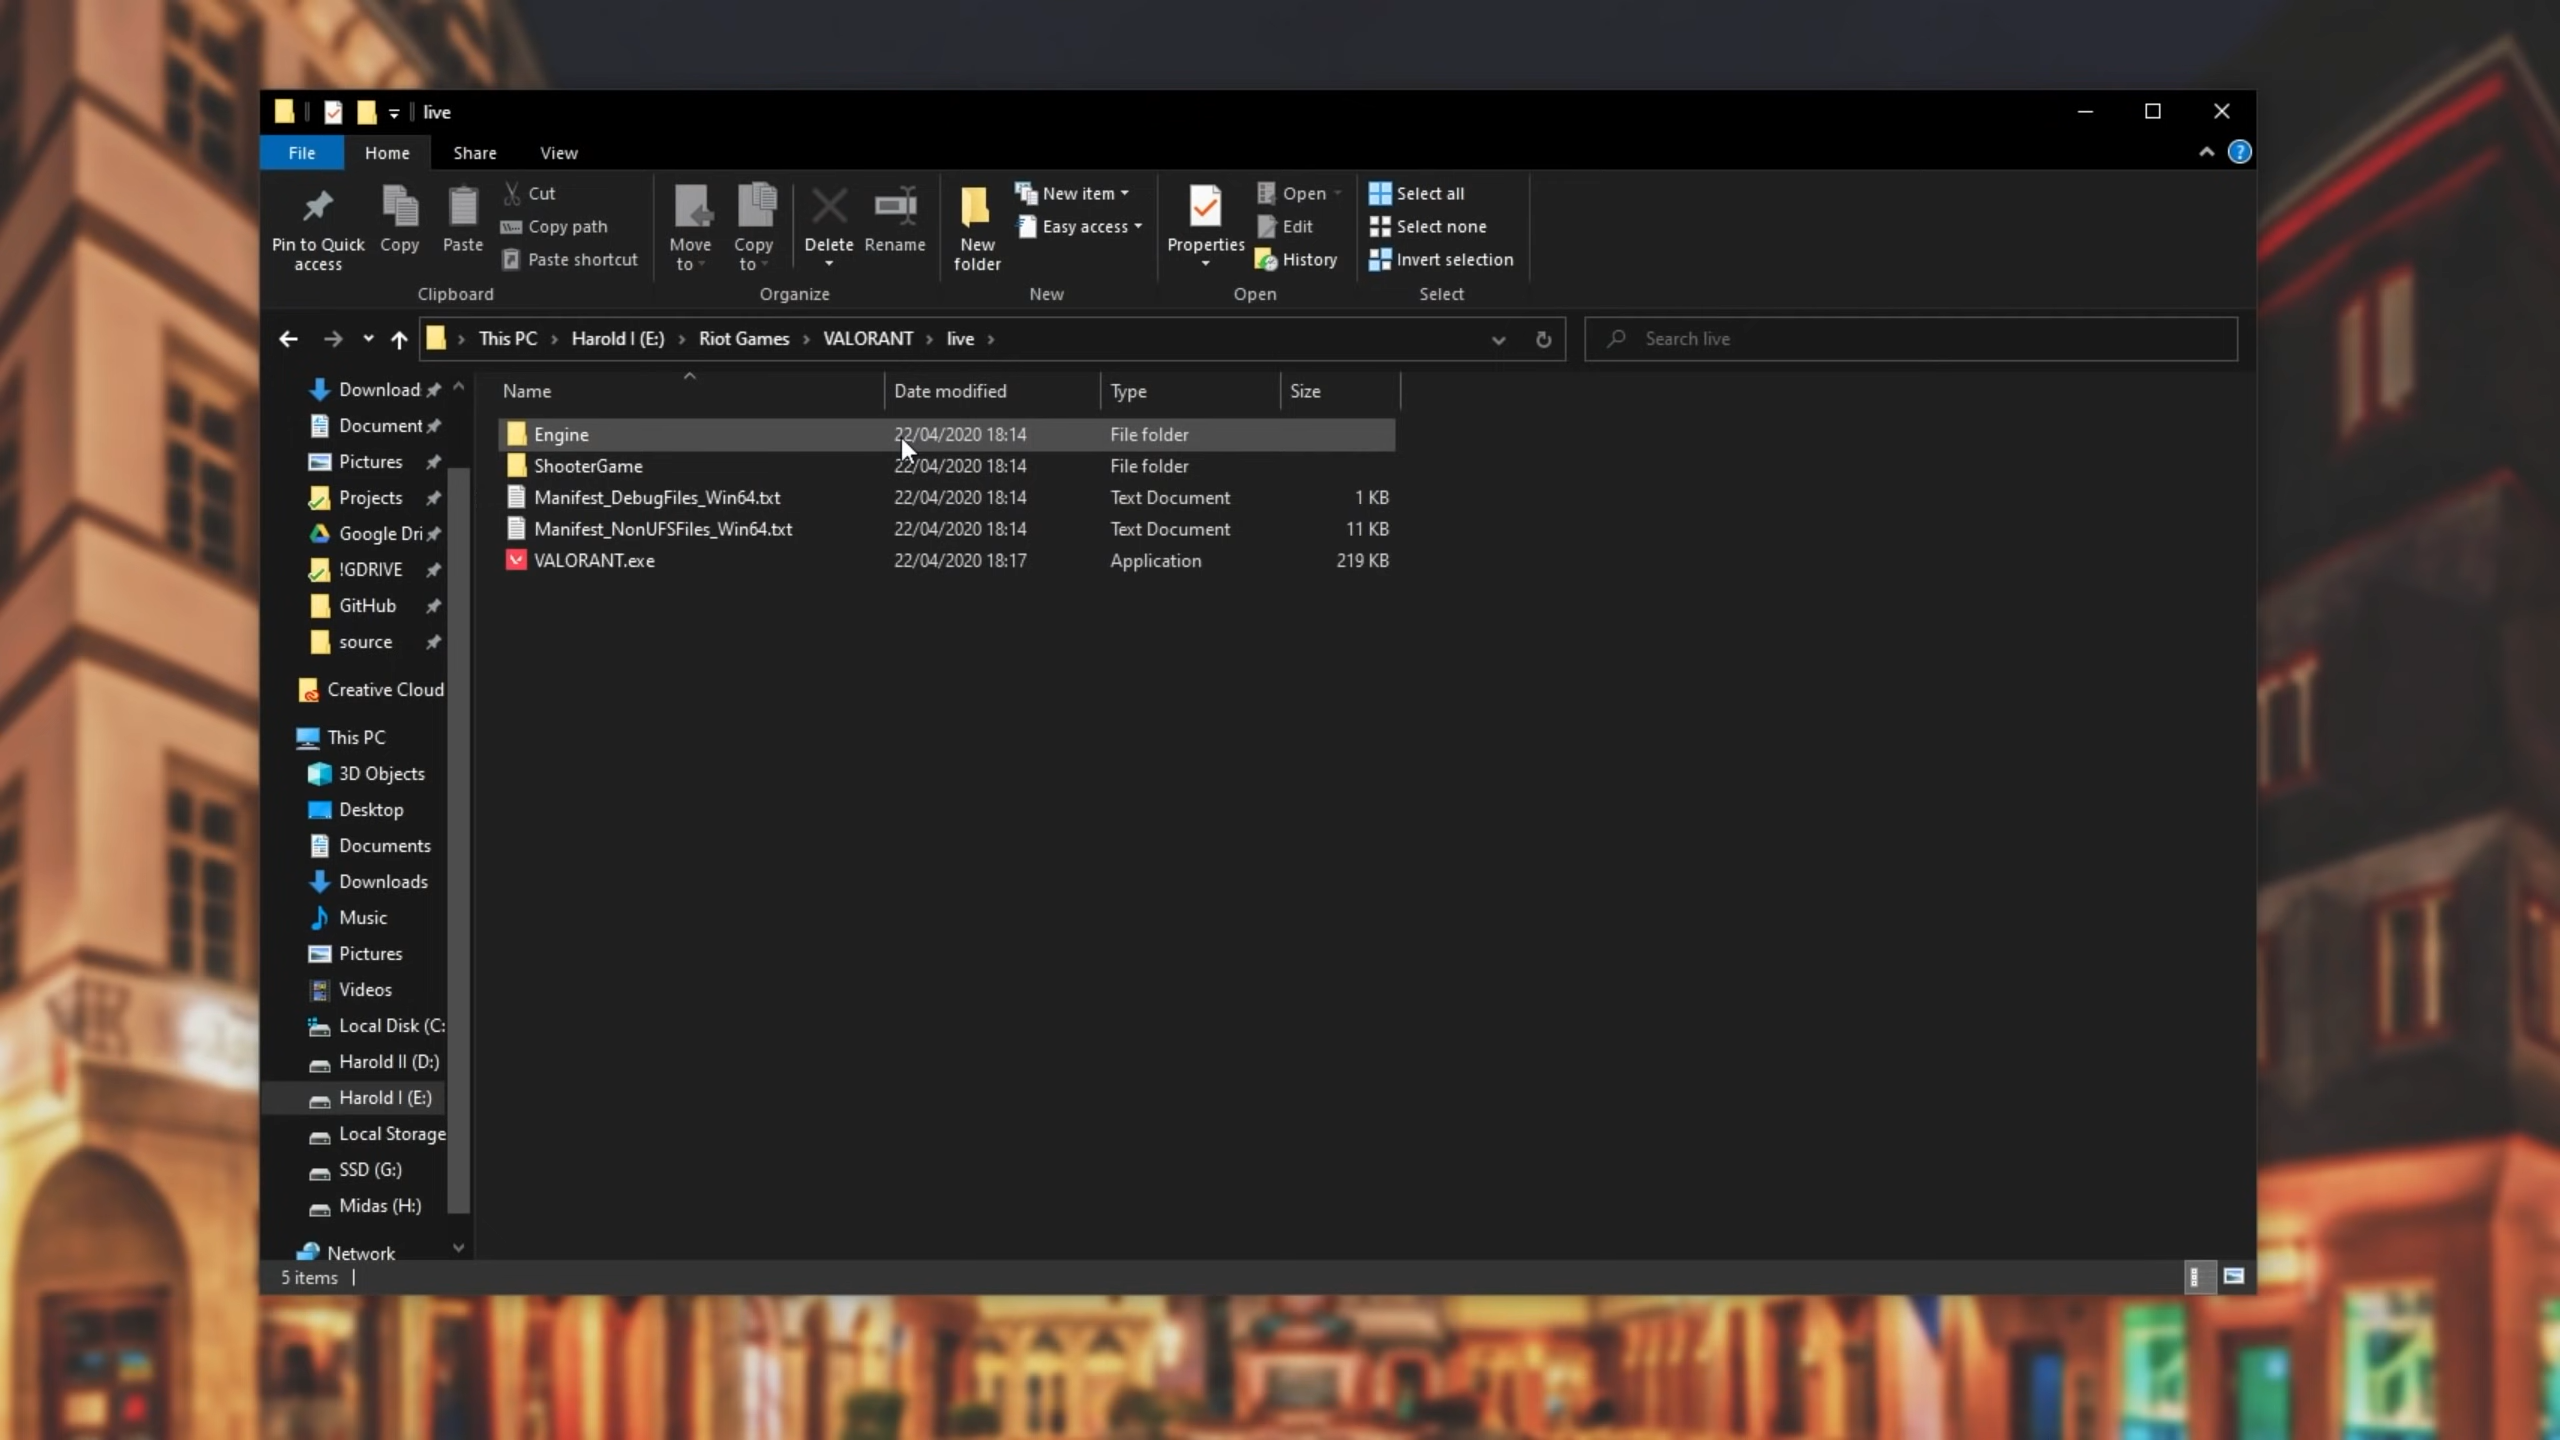 live
File Home Share View
Pin to Quick access
Copy
Paste
Cut
Copy path
Paste shortcut
Clipboard
Move to
Copy to
Delete
Rename
Organize
New folder
New item
Easy access
New
Properties
Open
Edit
History
Open
Select all
Select none
Invert selection
Select
This PC Harold I (E:) Riot Games VALORANT live
Search live
Download
Document
Pictures
Projects
Google Dri
!GDRIVE
GitHub
source
Creative Cloud
This PC
3D Objects
Desktop
Documents
Downloads
Music
Pictures
Videos
Local Disk (C:
Harold II (D:)
Harold I (E:)
Local Storage
SSD (G:)
Midas (H:)
Network
Name Date modified Type Size
Engine 22/04/2020 18:14 File folder
ShooterGame 22/04/2020 18:14 File folder
Manifest_DebugFiles_Win64.txt 22/04/2020 18:14 Text Document 1 KB
Manifest_NonUFSFiles_Win64.txt 22/04/2020 18:14 Text Document 11 KB
VALORANT.exe 22/04/2020 18:17 Application 219 KB
5 items